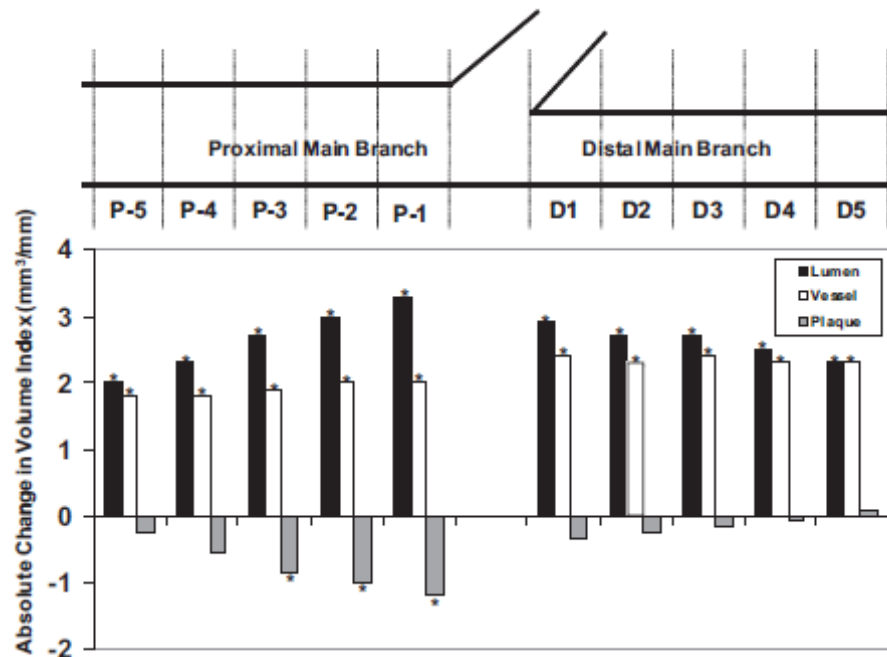 Proximal Main Branch Distal Main Branch
P-5 P-4 P-3 P-2 P-1 D1 D2 D3 D4 D5
Absolute Change in Volume Index (mm³/mm)
4
3
2
1
0
-1
-2
Lumen
Vessel
Plaque
* * * * * * * * * * * * * * * * * * * *
* * *